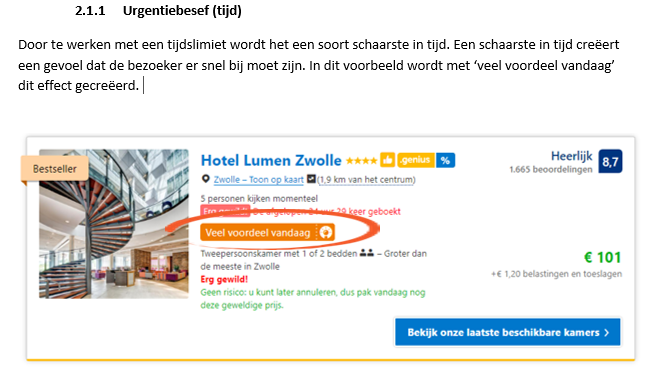 2.1.1 Urgentiebesef (tijd)
Door te werken met een tijdslimiet wordt het een soort schaarste in tijd. Een schaarste in tijd creëert
een gevoel dat de bezoeker er snel bij moet zijn. In dit voorbeeld wordt met ‘veel voordeel vandaag’
dit effect gecreëerd.
Bestseller
Hotel Lumen Zwolle .genius %
Heerlijk 8,7
1.665 beoordelingen
Zwolle – Toon op kaart (1,9 km van het centrum)
5 personen kijken momenteel
Erg gewild! De afgelopen 24 uur 29 keer geboekt
Veel voordeel vandaag
Tweepersoonskamer met 1 of 2 bedden – Groter dan
de meeste in Zwolle
€ 101
+€ 1,20 belastingen en toeslagen
Erg gewild!
Geen risico: u kunt later annuleren, dus pak vandaag nog
deze geweldige prijs.
Bekijk onze laatste beschikbare kamers